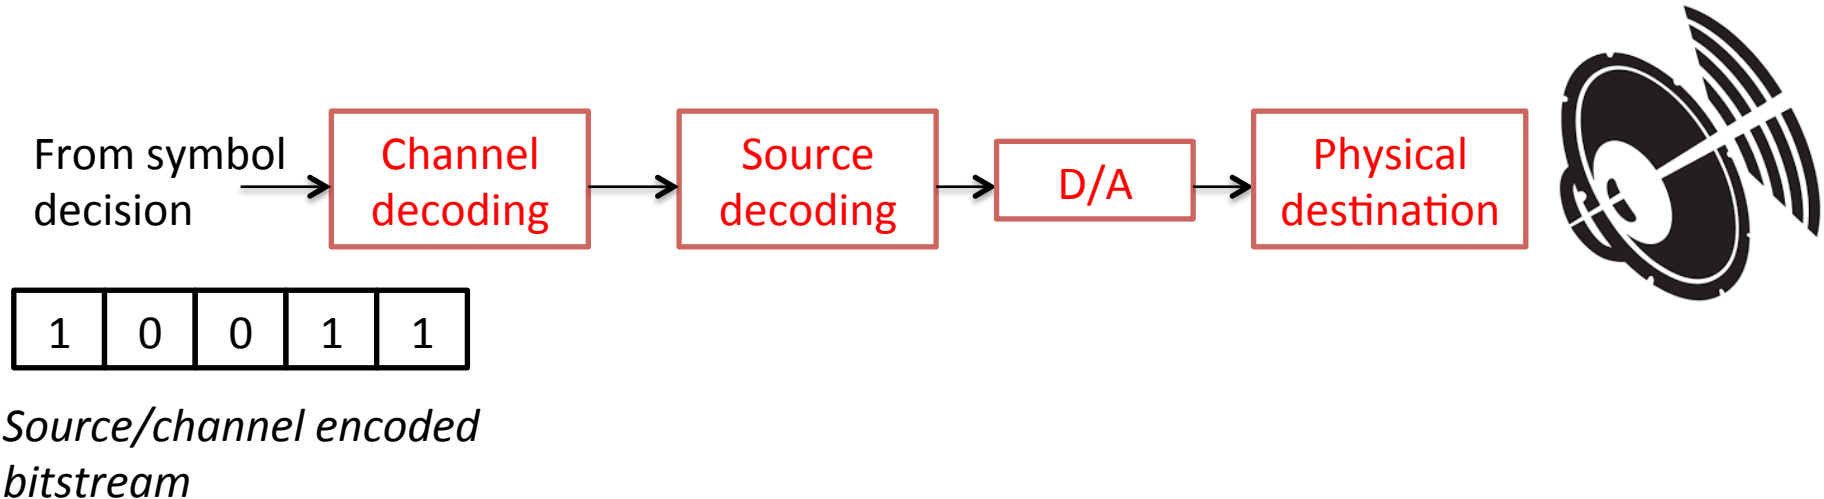 From symbol
decision
Channel
decoding
Source
decoding
D/A
Physical
destination
1 0 0 1 1
Source/channel encoded
bitstream